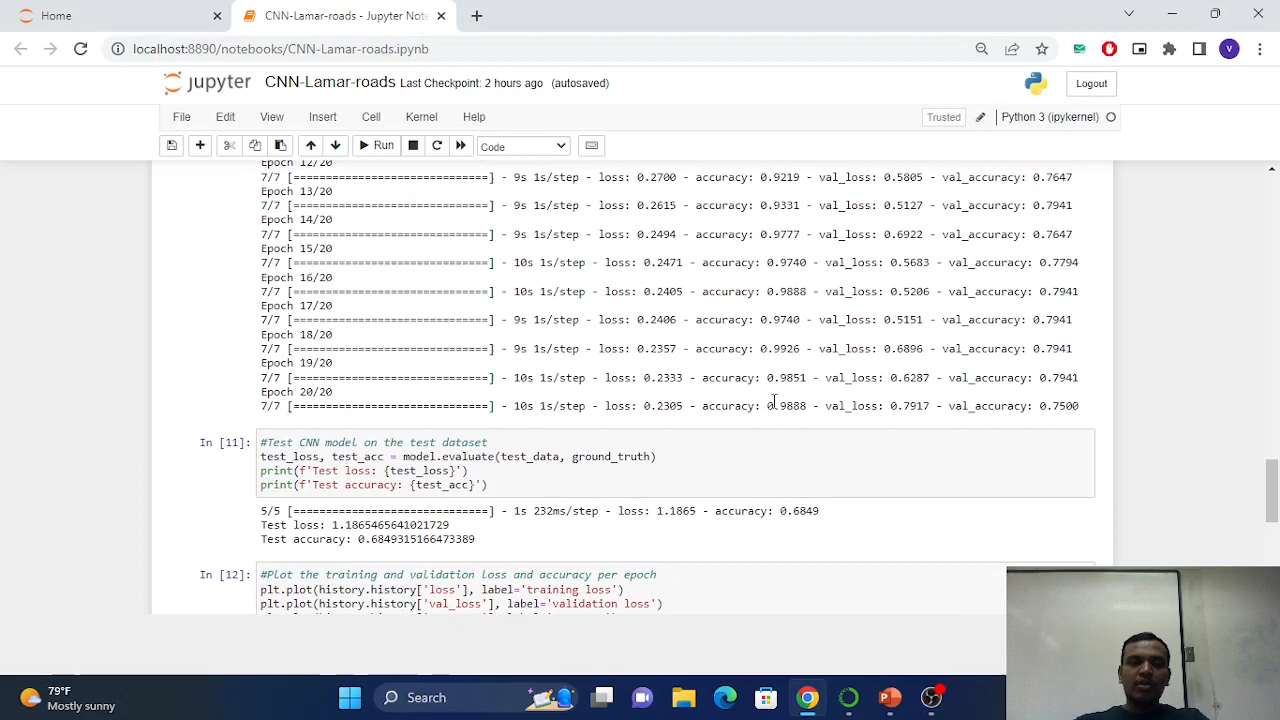 Home
CNN-Lamar-roads - Jupyter Note
localhost:8890/notebooks/CNN-Lamar-roads.ipynb
V
jupyter CNN-Lamar-roads Last Checkpoint: 2 hours ago (autosaved)
Logout
File Edit View Insert Cell Kernel Help
Trusted Python 3 (ipykernel)
Run Code
Epoch 12/20
7/7 [==============================] - 9s 1s/step - loss: 0.2700 - accuracy: 0.9219 - val_loss: 0.5805 - val_accuracy: 0.7647
Epoch 13/20
7/7 [==============================] - 9s 1s/step - loss: 0.2615 - accuracy: 0.9331 - val_loss: 0.5127 - val_accuracy: 0.7941
Epoch 14/20
7/7 [==============================] - 9s 1s/step - loss: 0.2494 - accuracy: 0.9777 - val_loss: 0.6922 - val_accuracy: 0.7647
Epoch 15/20
7/7 [==============================] - 10s 1s/step - loss: 0.2471 - accuracy: 0.9740 - val_loss: 0.5683 - val_accuracy: 0.7794
Epoch 16/20
7/7 [==============================] - 10s 1s/step - loss: 0.2405 - accuracy: 0.9888 - val_loss: 0.5206 - val_accuracy: 0.7941
Epoch 17/20
7/7 [==============================] - 9s 1s/step - loss: 0.2406 - accuracy: 0.9740 - val_loss: 0.5151 - val_accuracy: 0.7941
Epoch 18/20
7/7 [==============================] - 9s 1s/step - loss: 0.2357 - accuracy: 0.9926 - val_loss: 0.6896 - val_accuracy: 0.7941
Epoch 19/20
7/7 [==============================] - 10s 1s/step - loss: 0.2333 - accuracy: 0.9851 - val_loss: 0.6287 - val_accuracy: 0.7941
Epoch 20/20
7/7 [==============================] - 10s 1s/step - loss: 0.2305 - accuracy: 0.9888 - val_loss: 0.7917 - val_accuracy: 0.7500
In [11]: #Test CNN model on the test dataset
test_loss, test_acc = model.evaluate(test_data, ground_truth)
print(f'Test loss: {test_loss}')
print(f'Test accuracy: {test_acc}')
5/5 [==============================] - 1s 232ms/step - loss: 1.1865 - accuracy: 0.6849
Test loss: 1.1865465641021729
Test accuracy: 0.6849315166473389
In [12]: #Plot the training and validation loss and accuracy per epoch
plt.plot(history.history['loss'], label='training loss')
plt.plot(history.history['val_loss'], label='validation loss')
79°F
Mostly sunny
Search